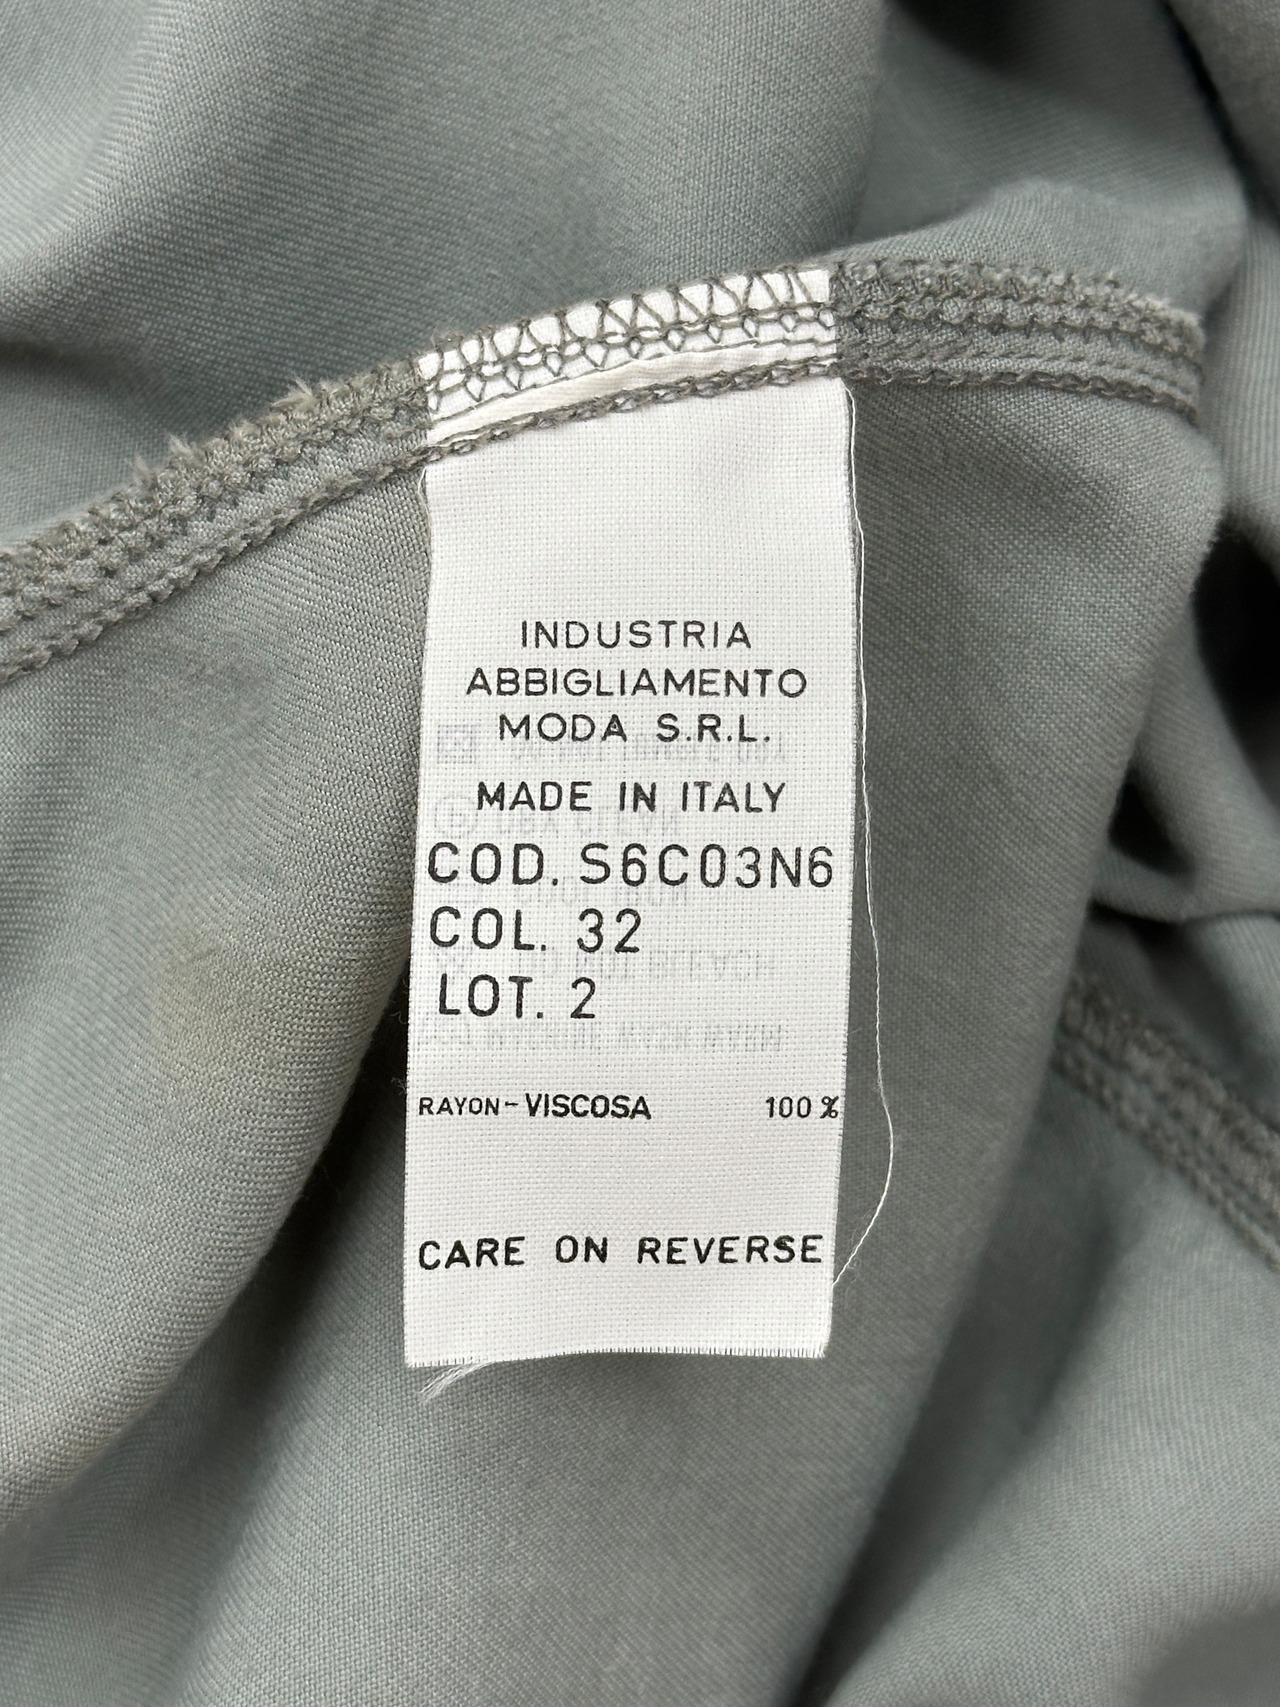 INDUSTRIA
ABBIGLIAMENTO
MODA S.R.L.
MADE IN ITALY
COD. S6C03N6
COL. 32
LOT. 2
RAYON-VISCOSA 100 %
CARE ON REVERSE